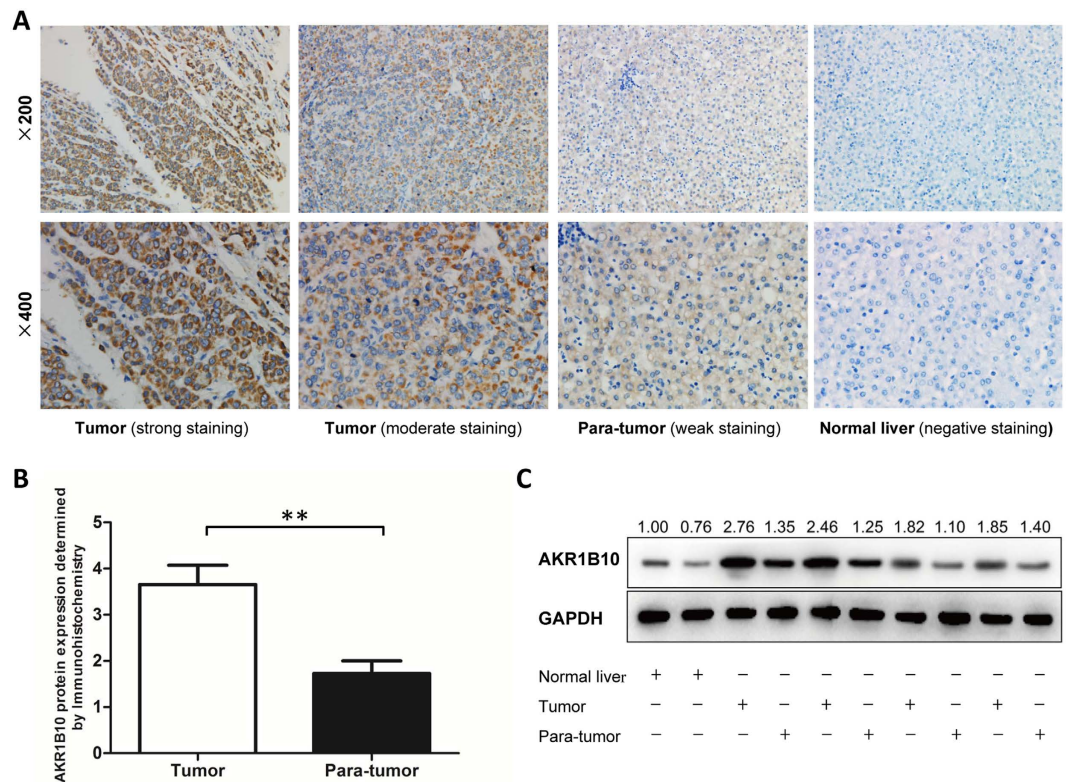 A
×200
×400
Tumor (strong staining)
Tumor (moderate staining)
Para-tumor (weak staining)
Normal liver (negative staining)
B
AKR1B10 protein expression determined
by Immunohistochemistry
5
4
3
2
1
0
**
Tumor
Para-tumor
C
1.00 0.76 2.76 1.35 2.46 1.25 1.82 1.10 1.85 1.40
AKR1B10
GAPDH
Normal liver + + − − − − − − − −
Tumor − − + − + − + − + −
Para-tumor − − − + − + − + − +